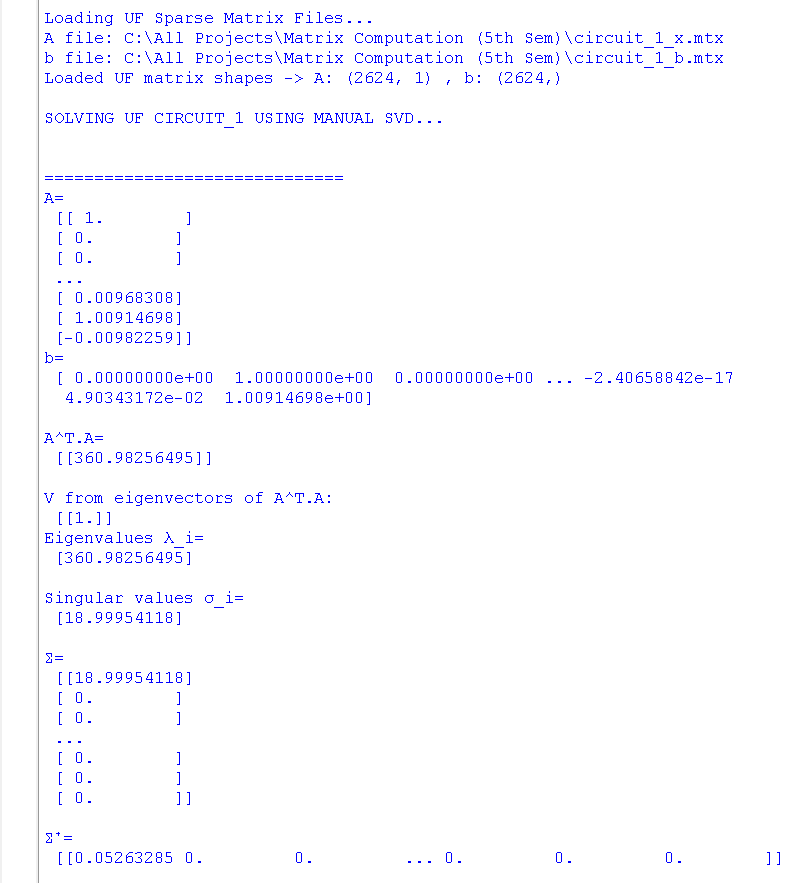 Loading UF Sparse Matrix Files...
A file: C:\All Projects\Matrix Computation (5th Sem)\circuit_1_x.mtx
b file: C:\All Projects\Matrix Computation (5th Sem)\circuit_1_b.mtx
Loaded UF matrix shapes -> A: (2624, 1) , b: (2624,)
SOLVING UF CIRCUIT_1 USING MANUAL SVD...
==============================
A=
[[ 1.        ]
[ 0.        ]
[ 0.        ]
...
[ 0.00968308]
[ 1.00914698]
[-0.00982259]]
b=
[ 0.00000000e+00  1.00000000e+00  0.00000000e+00 ... -2.40658842e-17
4.90343172e-02  1.00914698e+00]
A^T.A=
[[360.98256495]]
V from eigenvectors of A^T.A:
[[1.]]
Eigenvalues λ_i=
[360.98256495]
Singular values σ_i=
[18.99954118]
Σ=
[[18.99954118]
[ 0.        ]
[ 0.        ]
...
[ 0.        ]
[ 0.        ]
[ 0.        ]]
Σ⁺=
[[0.05263285 0.         0.         ... 0.         0.         0.        ]]